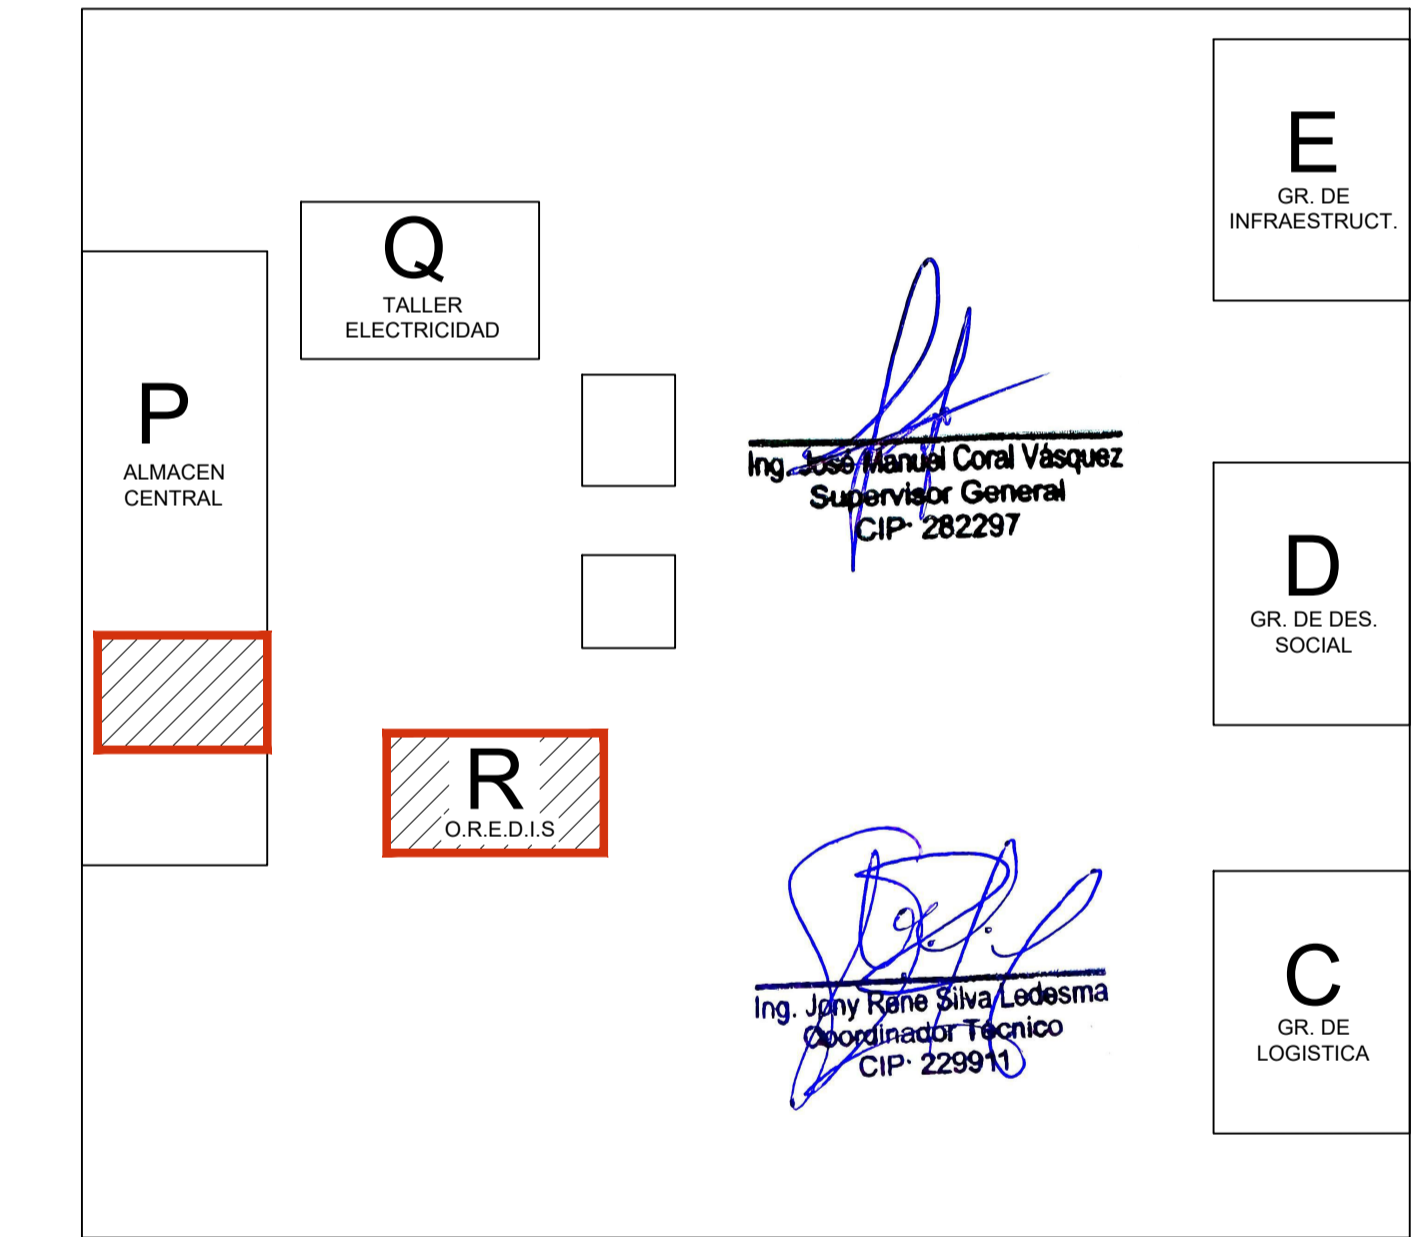 E
GR. DE
INFRAESTRUCT.
Q
TALLER
ELECTRICIDAD
P
ALMACEN
CENTRAL
Ing. José Manuel Coral Vásquez
Supervisor General
CIP· 282297
D
GR. DE DES.
SOCIAL
R
O.R.E.D.I.S
C
GR. DE
LOGISTICA
Ing. Jony Rene Silva Ledesma
Coordinador Técnico
CIP· 229911